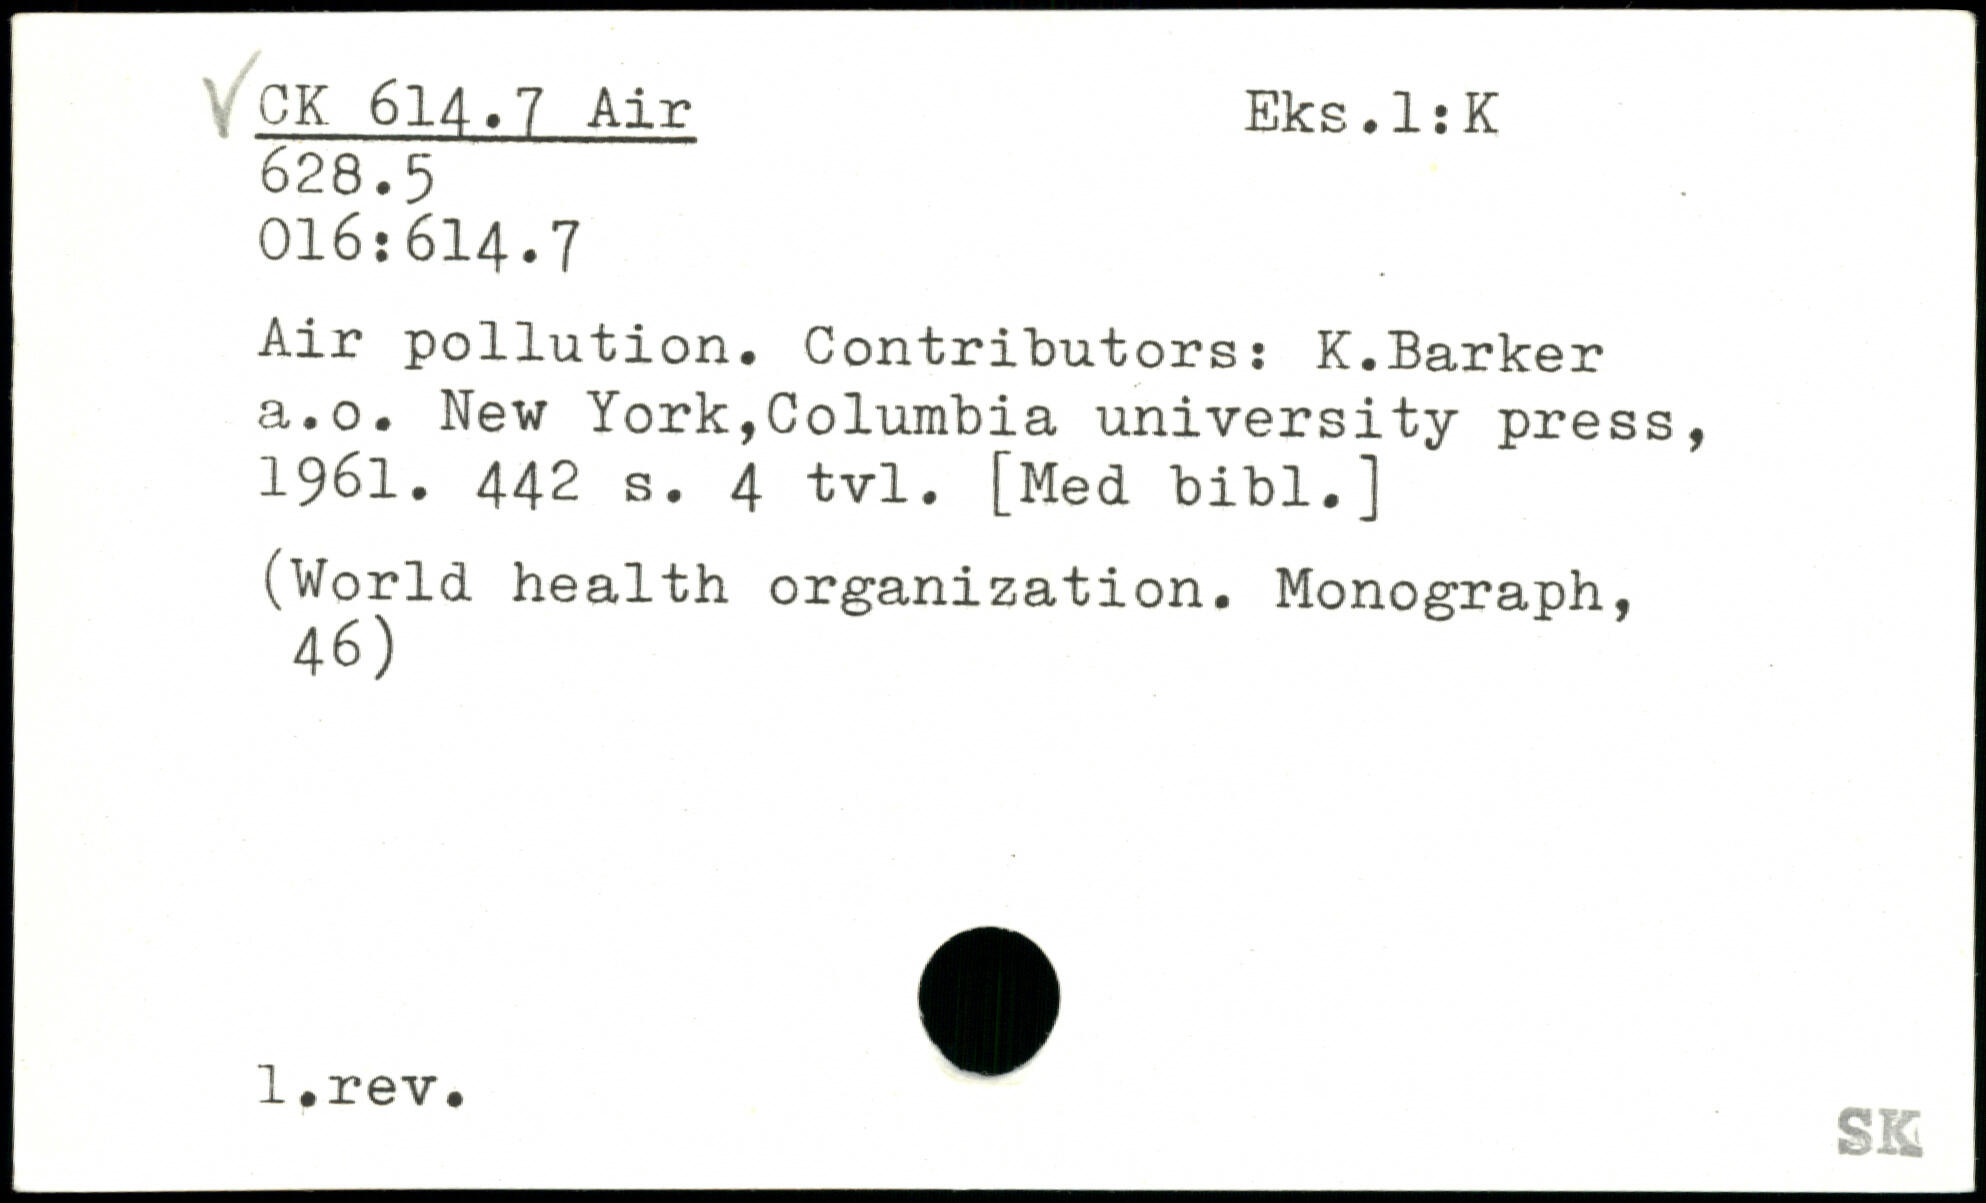 CK 614.7 Air
Eks.1:K
628.5
016:614.7
Air pollution. Contributors: K.Barker
a.o. New York,Columbia university press,
1961. 442 s. 4 tvl. [Med bibl.]
(World health organization. Monograph,
46)
1.rev.
SK